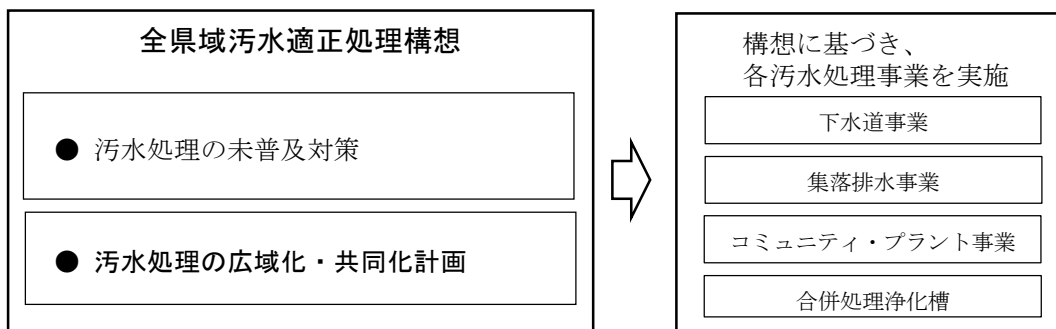 全県域汚水適正処理構想
● 汚水処理の未普及対策
● 汚水処理の広域化・共同化計画
構想に基づき、
各汚水処理事業を実施
下水道事業
集落排水事業
コミュニティ・プラント事業
合併処理浄化槽